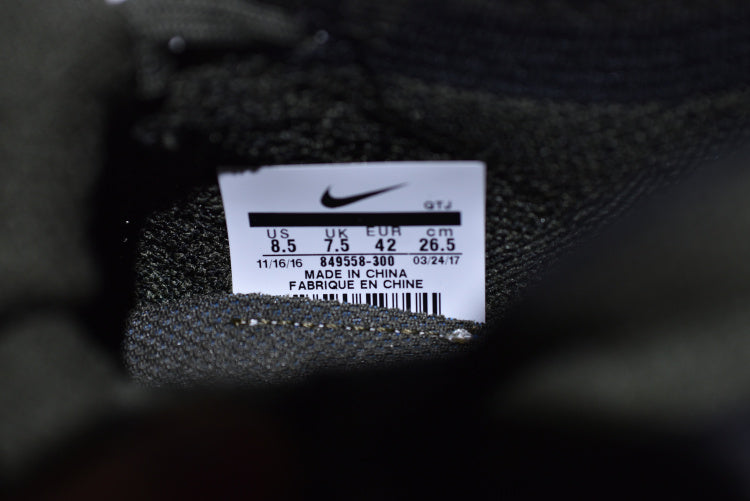 QTJ
US UK EUR cm
8.5 7.5 42 26.5
11/16/16 849558-300 03/24/17
MADE IN CHINA
FABRIQUE EN CHINE